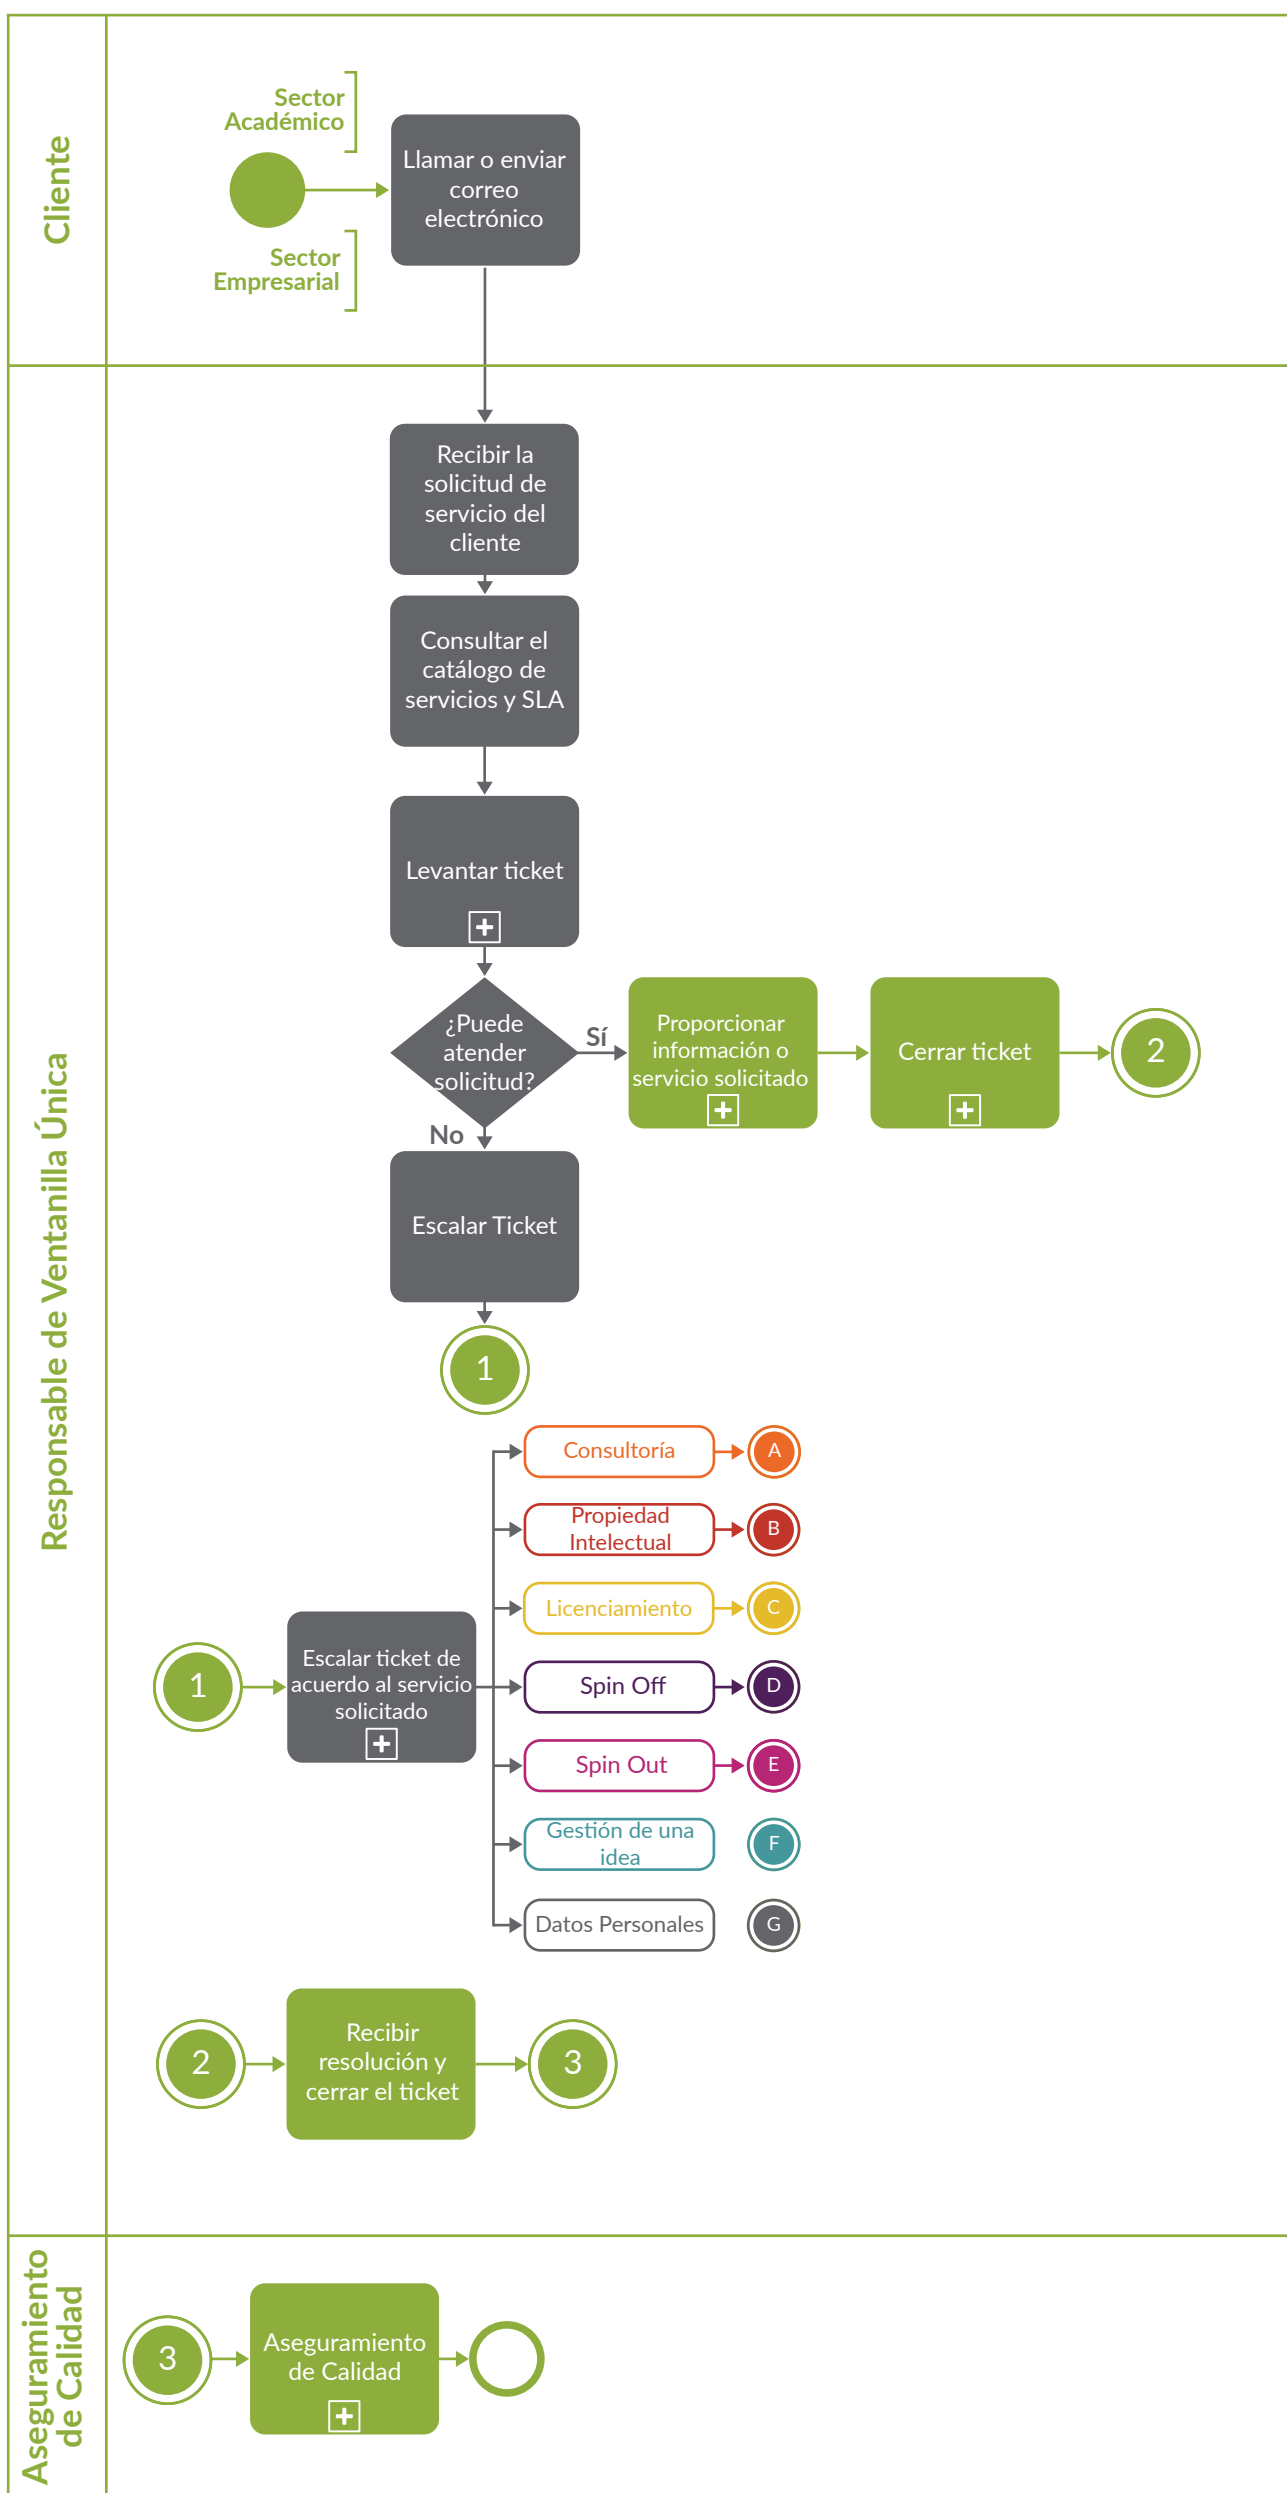 Cliente
Sector
Académico
Sector
Empresarial
Llamar o enviar
correo
electrónico
Responsable de Ventanilla Única
Recibir la
solicitud de
servicio del
cliente
Consultar el
catálogo de
servicios y SLA
Levantar ticket
¿Puede
atender
solicitud?
Sí
Proporcionar
información o
servicio solicitado
Cerrar ticket
2
No
Escalar Ticket
1
1
Escalar ticket de
acuerdo al servicio
solicitado
Consultoría
A
Propiedad
Intelectual
B
Licenciamiento
C
Spin Off
D
Spin Out
E
Gestión de una
idea
F
Datos Personales
G
2
Recibir
resolución y
cerrar el ticket
3
Aseguramiento
de Calidad
3
Aseguramiento
de Calidad